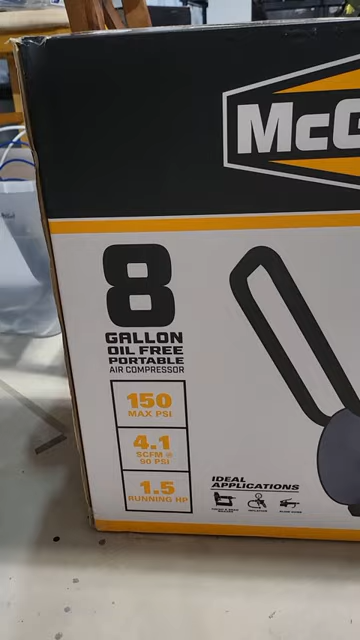 McG
8
GALLON
OIL FREE
PORTABLE
AIR COMPRESSOR
150
MAX PSI
4.1
SCFM @
90 PSI
1.5
RUNNING HP
IDEAL
APPLICATIONS